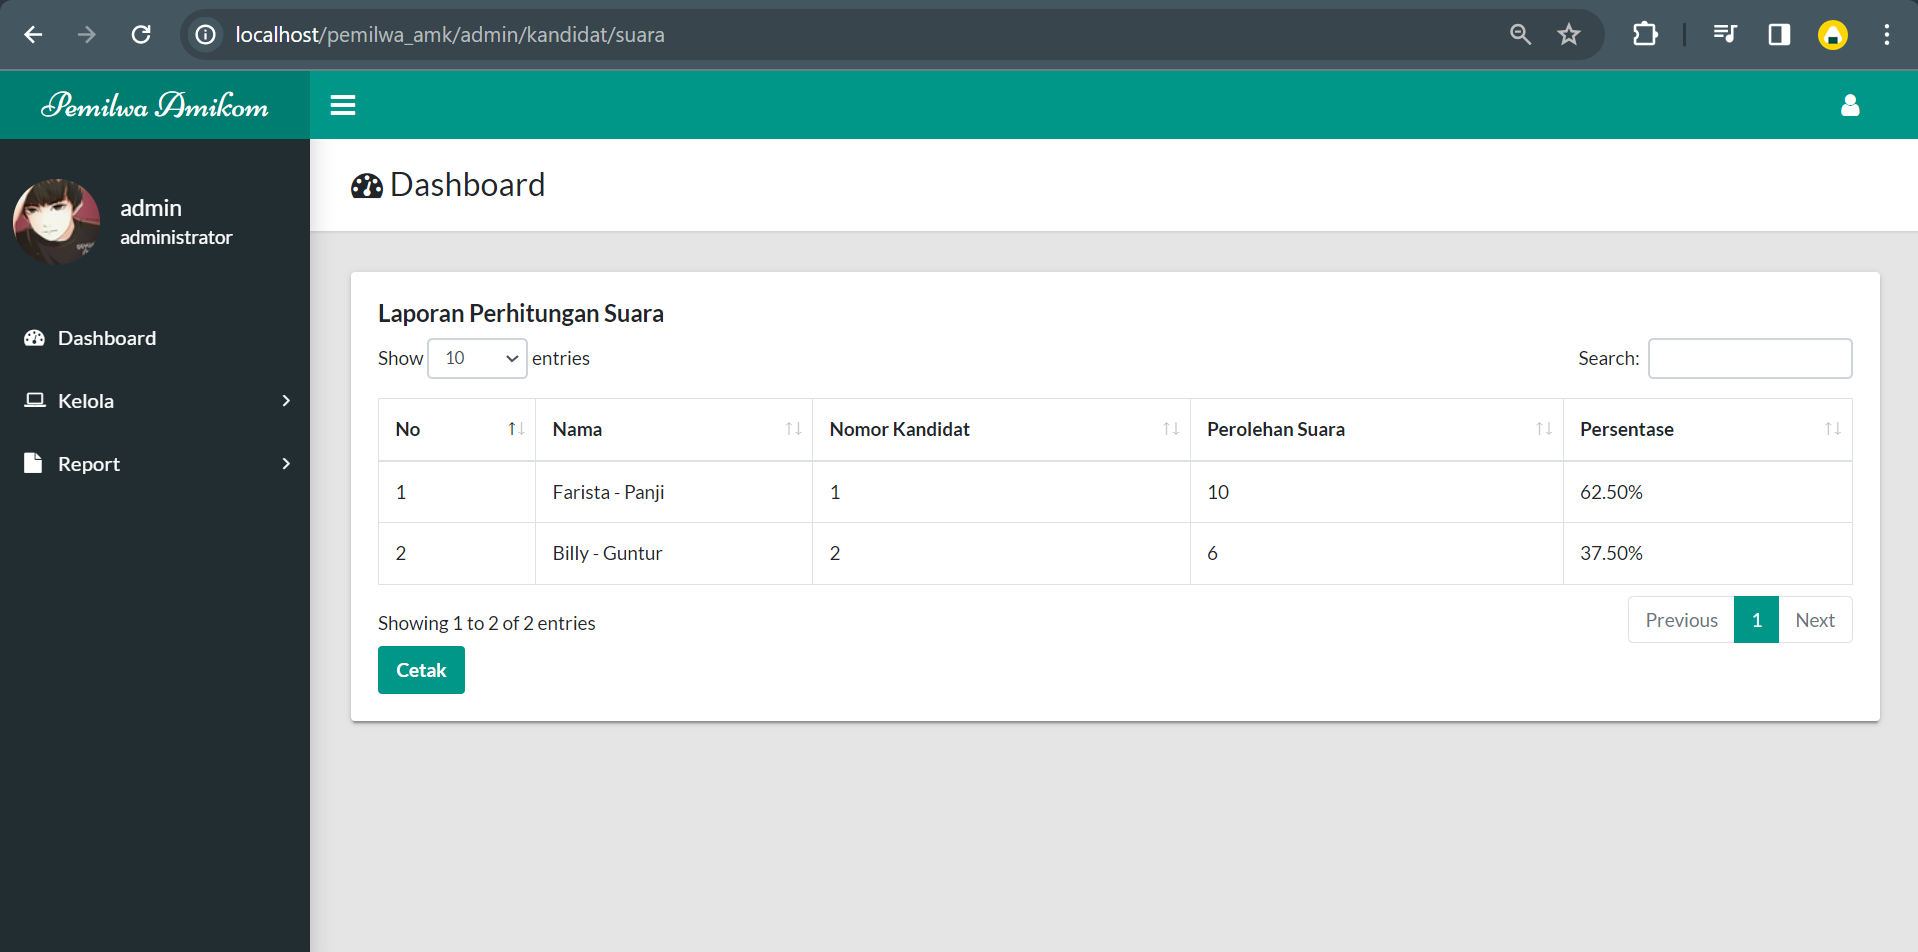 localhost/pemilwa_amk/admin/kandidat/suara
Pemilwa Amikom
Dashboard
admin
administrator
Dashboard
Kelola
Report
Laporan Perhitungan Suara
Show 10 entries Search:
No Nama Nomor Kandidat Perolehan Suara Persentase
1 Farista - Panji 1 10 62.50%
2 Billy - Guntur 2 6 37.50%
Showing 1 to 2 of 2 entries Previous 1 Next
Cetak